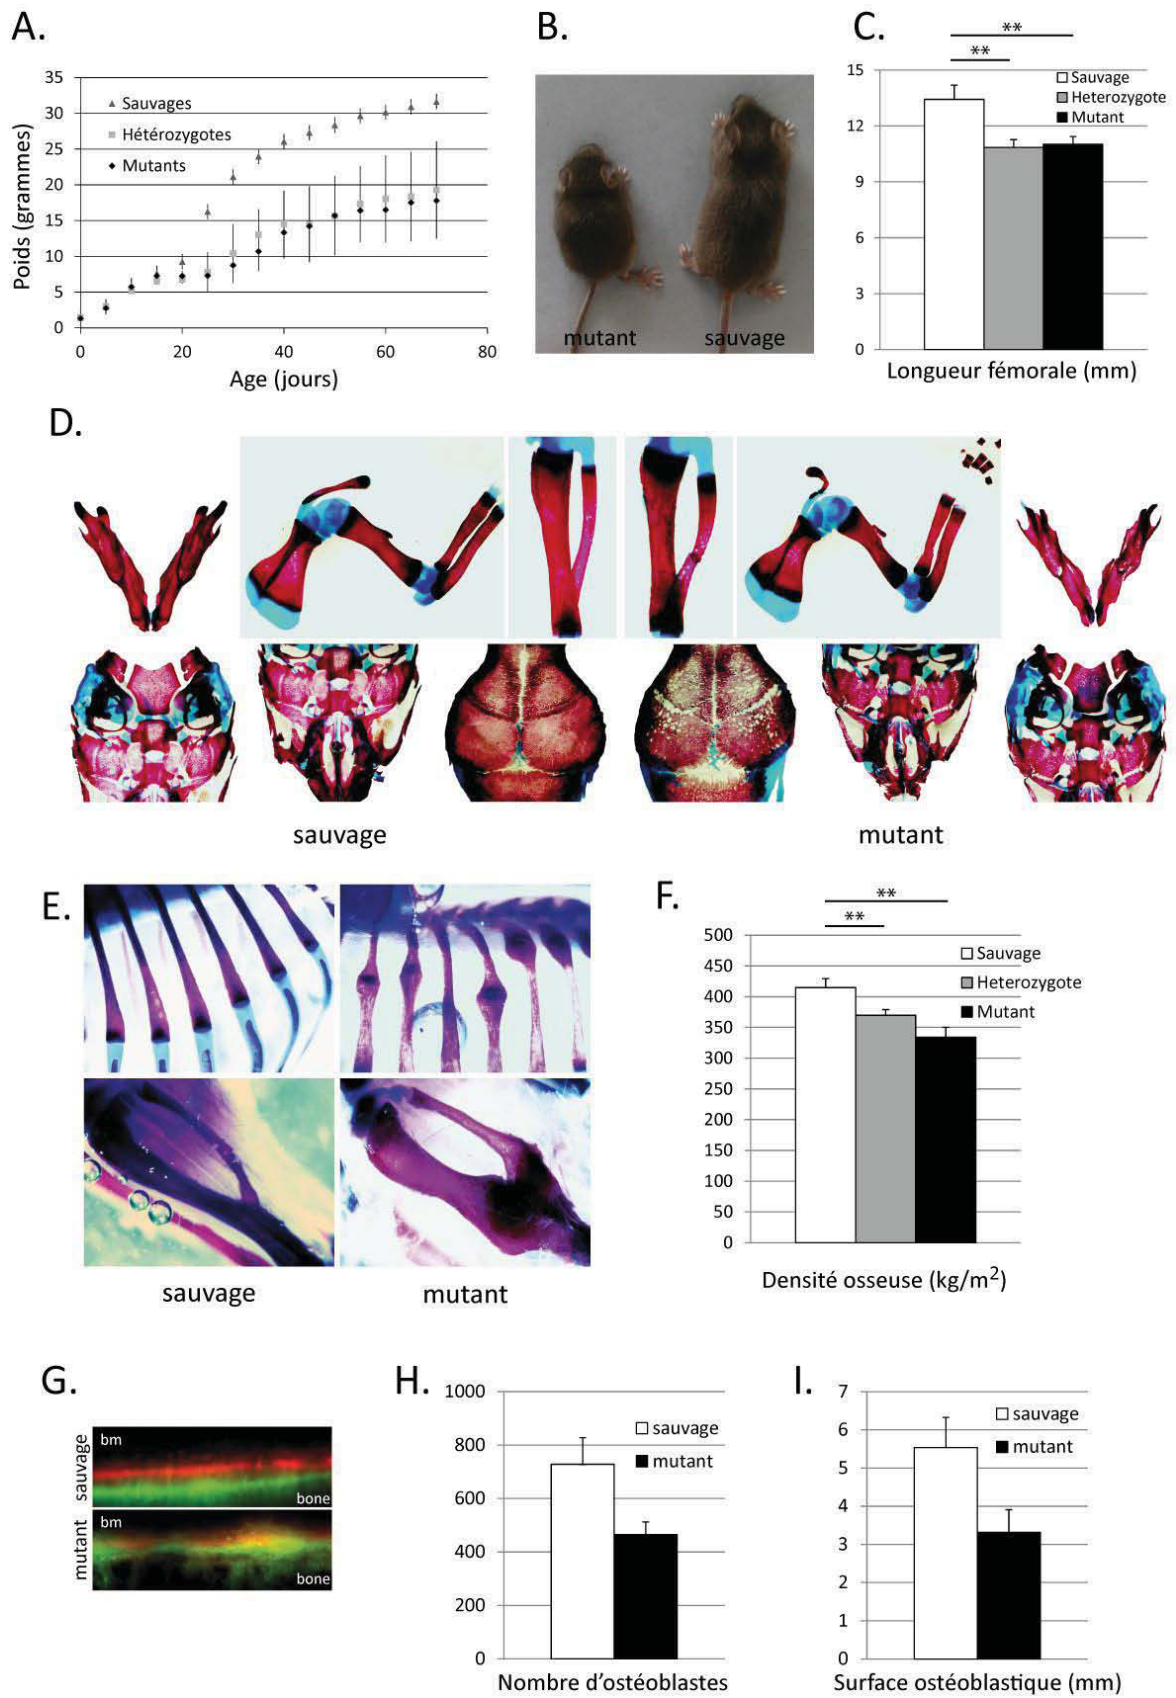 A.
35
30
25
20
15
10
5
0
Poids (grammes)
Sauvages
Hétérozygotes
Mutants
0 20 40 60 80
Age (jours)
B.
mutant sauvage
C.
**
**
15
12
9
6
3
0
Sauvage
Heterozygote
Mutant
Longueur fémorale (mm)
D.
sauvage mutant
E.
sauvage mutant
F.
**
**
500
450
400
350
300
250
200
150
100
50
0
Sauvage
Heterozygote
Mutant
Densité osseuse (kg/m²)
G.
sauvage
bm
bone
mutant
bm
bone
H.
1000
800
600
400
200
0
sauvage
mutant
Nombre d'ostéoblastes
I.
7
6
5
4
3
2
1
0
sauvage
mutant
Surface ostéoblastique (mm)